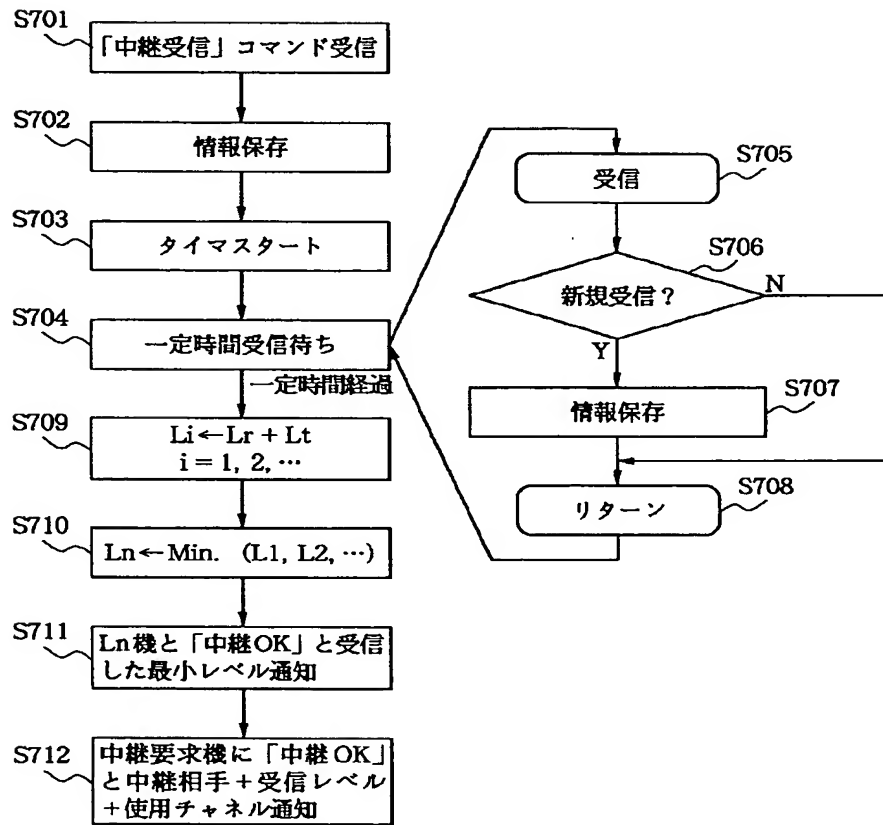 S701
「中継受信」コマンド受信
S702
情報保存
S703
タイマスタート
S704
一定時間受信待ち
一定時間経過
S705
受信
S706
新規受信？
N
Y
S707
情報保存
S708
リターン
S709
Li←Lr + Lt
i = 1, 2, …
S710
Ln←Min. (L1, L2, …)
S711
Ln機と「中継OK」と受信
した最小レベル通知
S712
中継要求機に「中継OK」
と中継相手＋受信レベル
＋使用チャネル通知